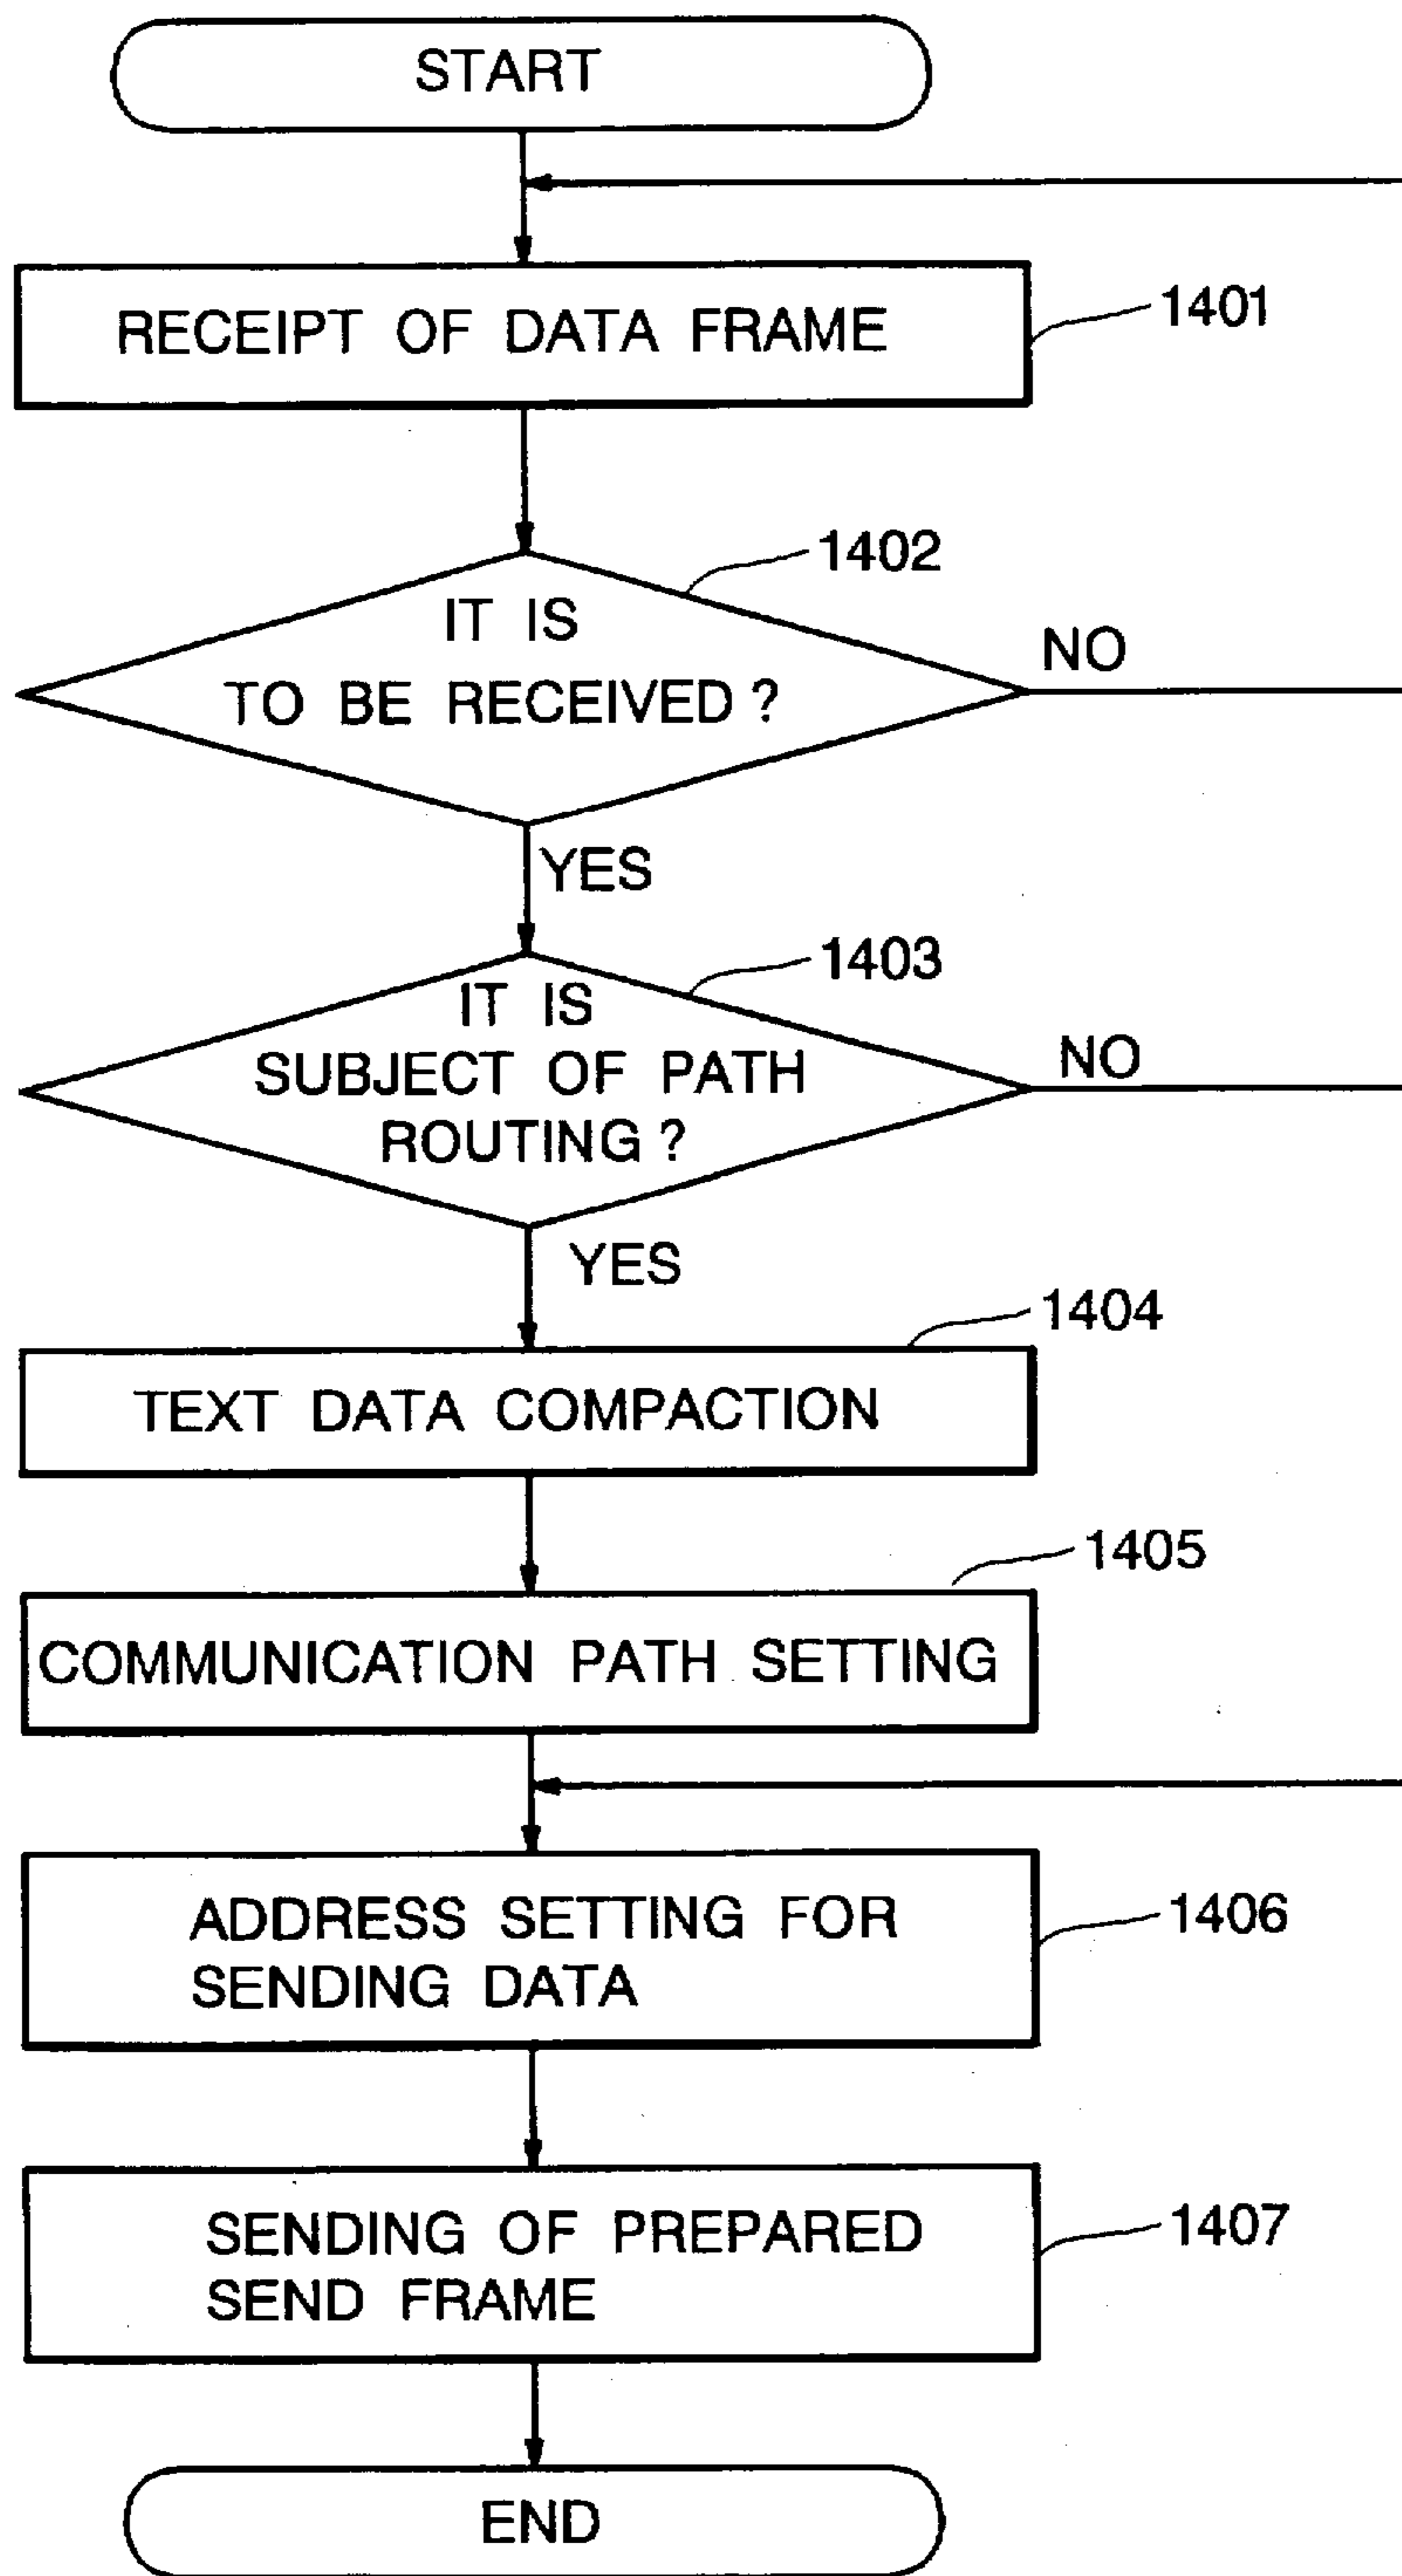 START
RECEIPT OF DATA FRAME
1401
1402
IT IS
TO BE RECEIVED ?
NO
YES
1403
IT IS
SUBJECT OF PATH
ROUTING ?
NO
YES
1404
TEXT DATA COMPACTION
1405
COMMUNICATION PATH SETTING
ADDRESS SETTING FOR
SENDING DATA
1406
SENDING OF PREPARED
SEND FRAME
1407
END